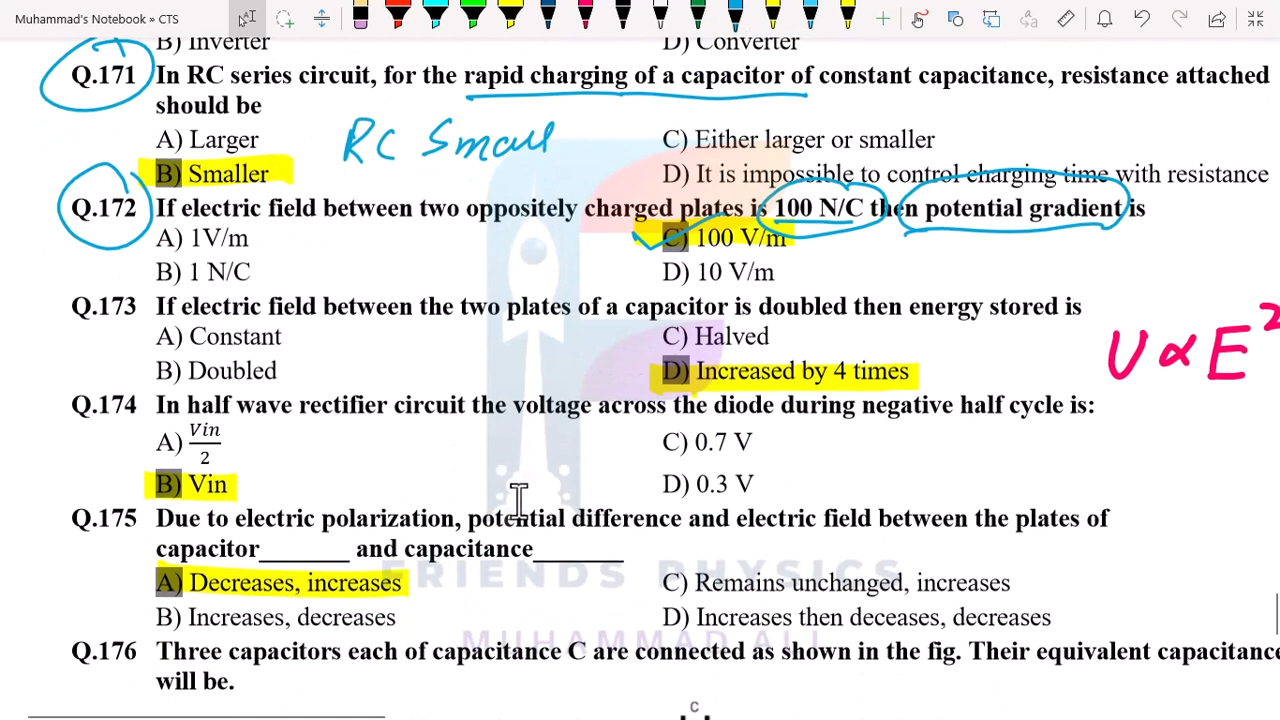 Muhammad's Notebook » CTS
B) Inverter D) Converter
Q.171 In RC series circuit, for the rapid charging of a capacitor of constant capacitance, resistance attached
should be
A) Larger C) Either larger or smaller
RC Small
B) Smaller D) It is impossible to control charging time with resistance
Q.172 If electric field between two oppositely charged plates is 100 N/C then potential gradient is
A) 1V/m C) 100 V/m
B) 1 N/C D) 10 V/m
Q.173 If electric field between the two plates of a capacitor is doubled then energy stored is
A) Constant C) Halved
U ∝ E²
B) Doubled D) Increased by 4 times
Q.174 In half wave rectifier circuit the voltage across the diode during negative half cycle is:
A) Vin/2 C) 0.7 V
B) Vin D) 0.3 V
Q.175 Due to electric polarization, potential difference and electric field between the plates of
capacitor_______ and capacitance_______
FRIENDS PHYSICS
A) Decreases, increases C) Remains unchanged, increases
B) Increases, decreases D) Increases then deceases, decreases
MUHAMMAD ALI
Q.176 Three capacitors each of capacitance C are connected as shown in the fig. Their equivalent capacitance
will be.
C